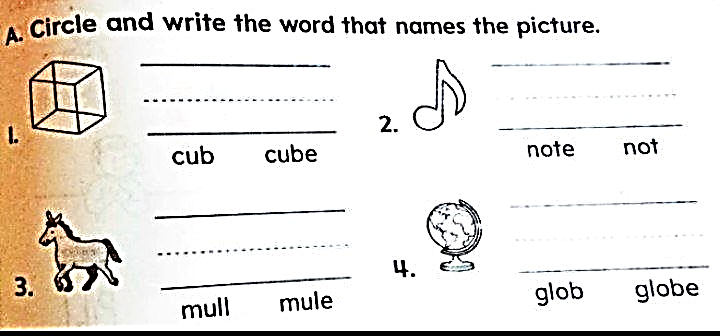 A. Circle and write the word that names the picture.
1.
cub cube
2.
note not
3.
mull mule
4.
glob globe